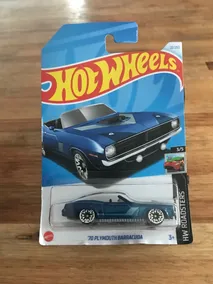 HOT WHEELS
3/5
'70 PLYMOUTH BARRACUDA
3+
HW ROADSTERS